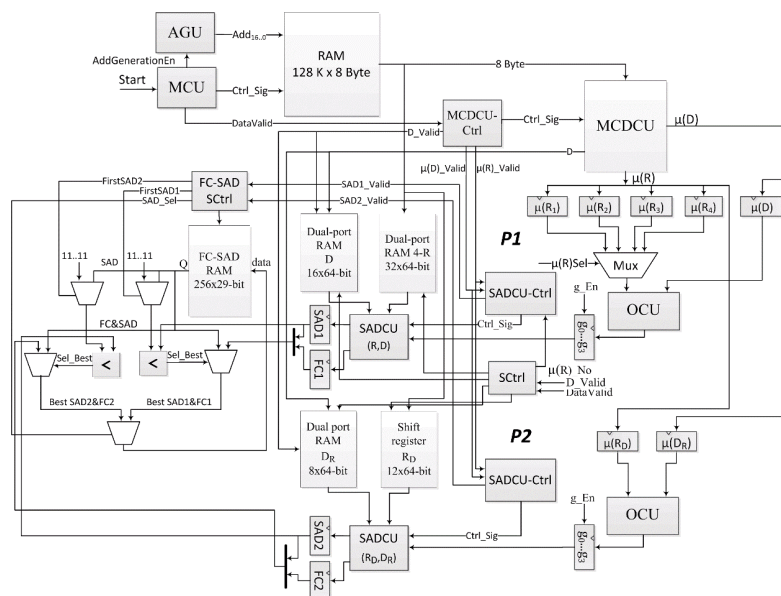 AGU
Add16..0
RAM
128 K x 8 Byte
AddGenerationEn
Start
MCU
Ctrl_Sig
8 Byte
DataValid
MCDCU-
Ctrl
Ctrl_Sig
MCDCU
μ(D)
D_Valid
D
μ(D)_Valid
μ(R)_Valid
μ(R)
FirstSAD2
FirstSAD1
SAD_Sel
FC-SAD
SCtrl
SAD1_Valid
SAD2_Valid
μ(R1)
μ(R2)
μ(R3)
μ(R4)
μ(D)
11..11
11..11
SAD
Q
FC-SAD
RAM
256x29-bit
data
Dual-port
RAM
D
16x64-bit
Dual-port
RAM 4-R
32x64-bit
P1
μ(R)Sel
Mux
SADCU-Ctrl
g_En
OCU
FC&SAD
SAD1
SADCU
(R,D)
Ctrl_Sig
g0...g3
Sel_Best
<
<
Sel_Best
FC1
SCtrl
μ(R)_No
D_Valid
DataValid
Best SAD2&FC2
Best SAD1&FC1
Dual port
RAM
DR
8x64-bit
Shift
register
RD
12x64-bit
P2
μ(RD)
μ(DR)
SADCU-Ctrl
g_En
OCU
SAD2
SADCU
(RD,DR)
Ctrl_Sig
g0...g3
FC2